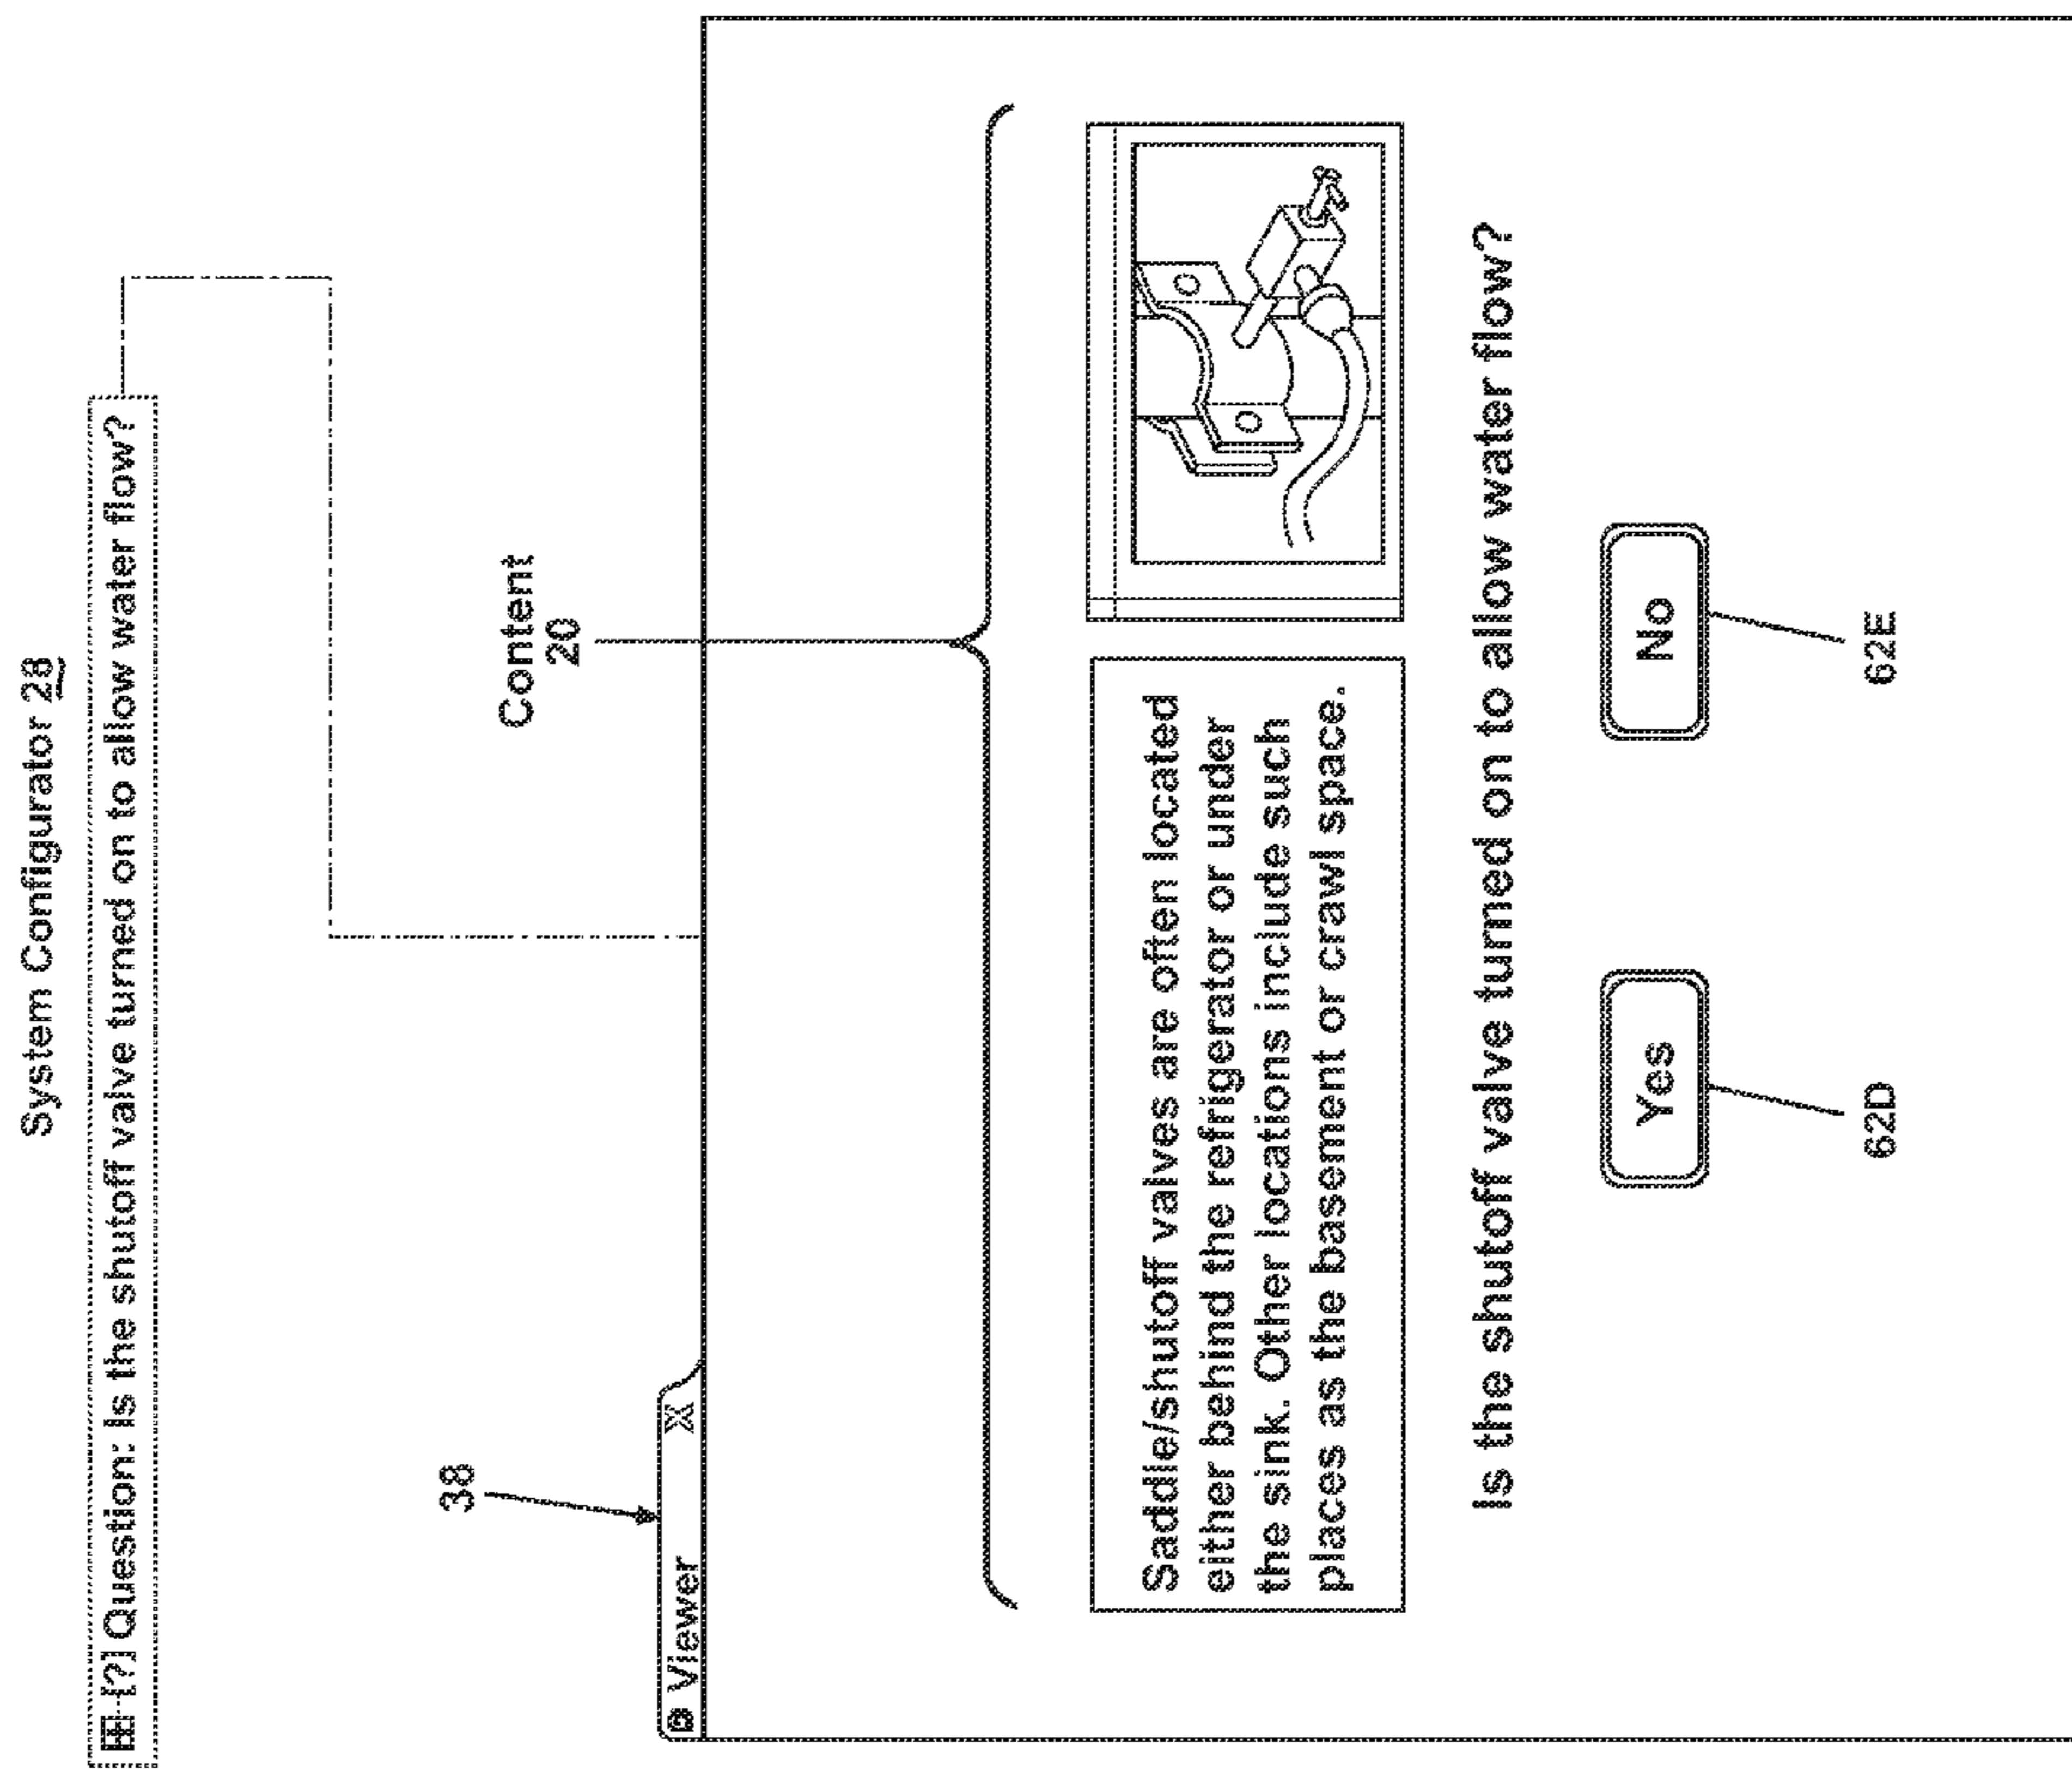 System Configurator 28
[?] Question: Is the shutoff valve turned on to allow water flow?
Content
20
38
Viewer X
Saddle/shutoff valves are often located
either behind the refrigerator or under
the sink. Other locations include such
places as the basement or crawl space.
Is the shutoff valve turned on to allow water flow?
Yes
No
62D
62E